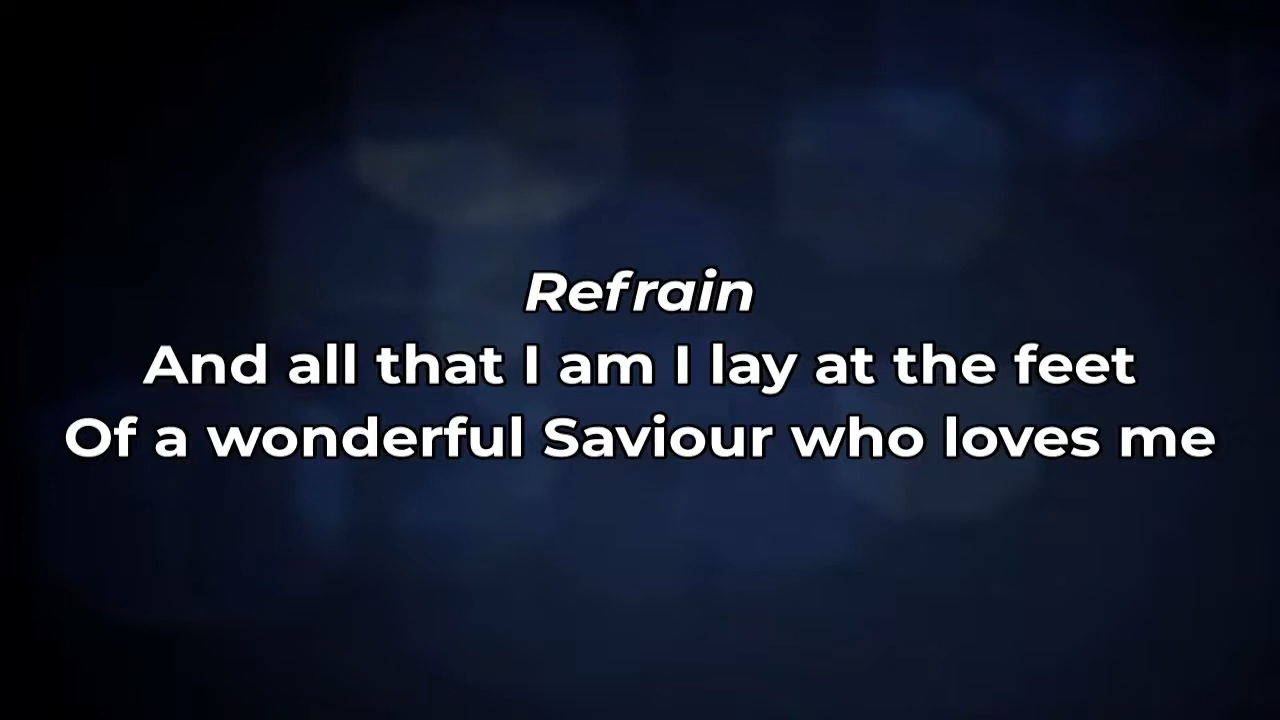 Refrain
And all that I am I lay at the feet
Of a wonderful Saviour who loves me